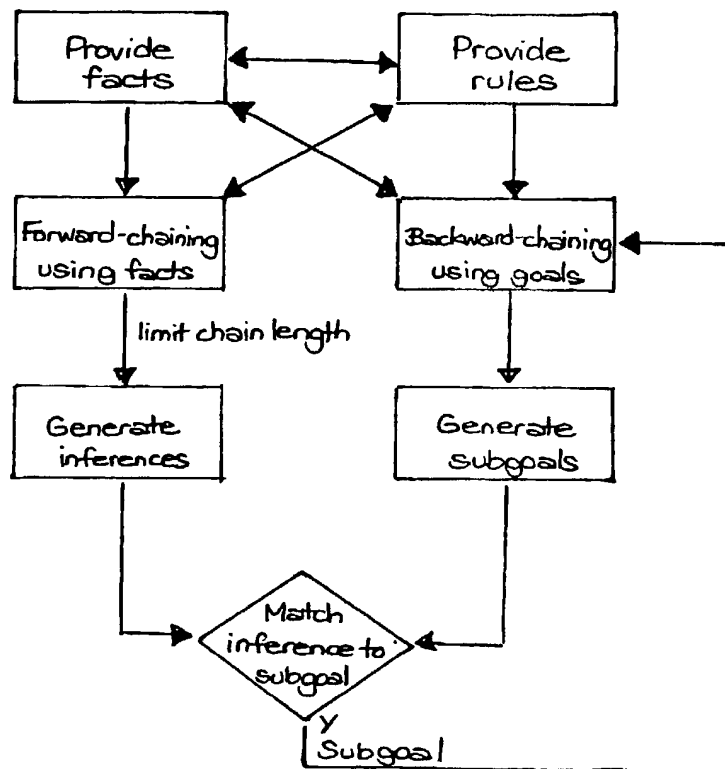 Provide
facts
Provide
rules
Forward-chaining
using facts
Backward-chaining
using goals
limit chain length
Generate
inferences
Generate
subgoals
Match
inference to
subgoal
Y
Subgoal